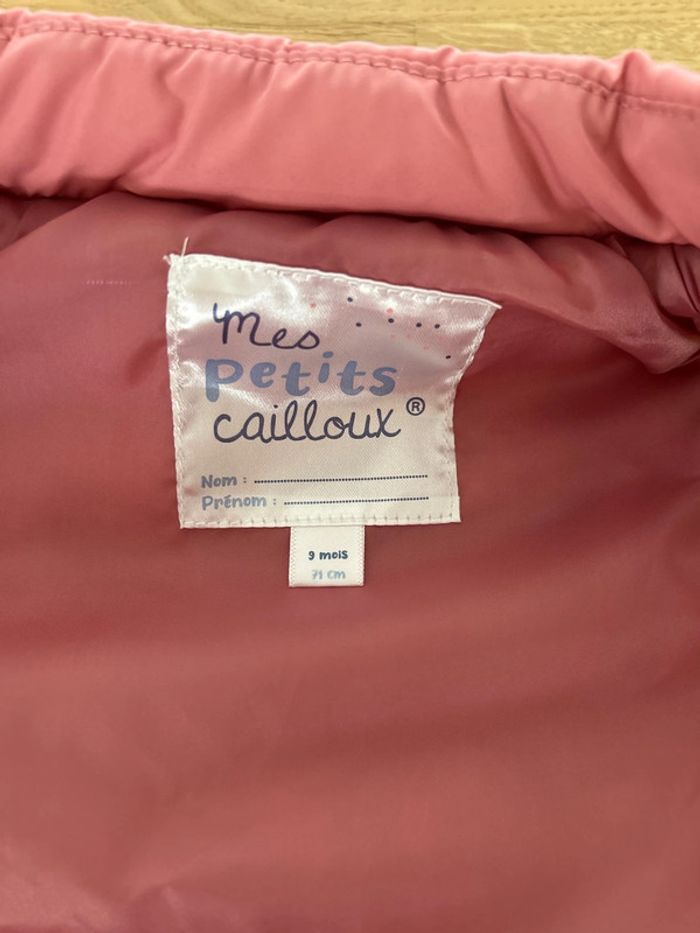 mes
petits
cailloux®
Nom :
Prénom :
9 mois
71 cm